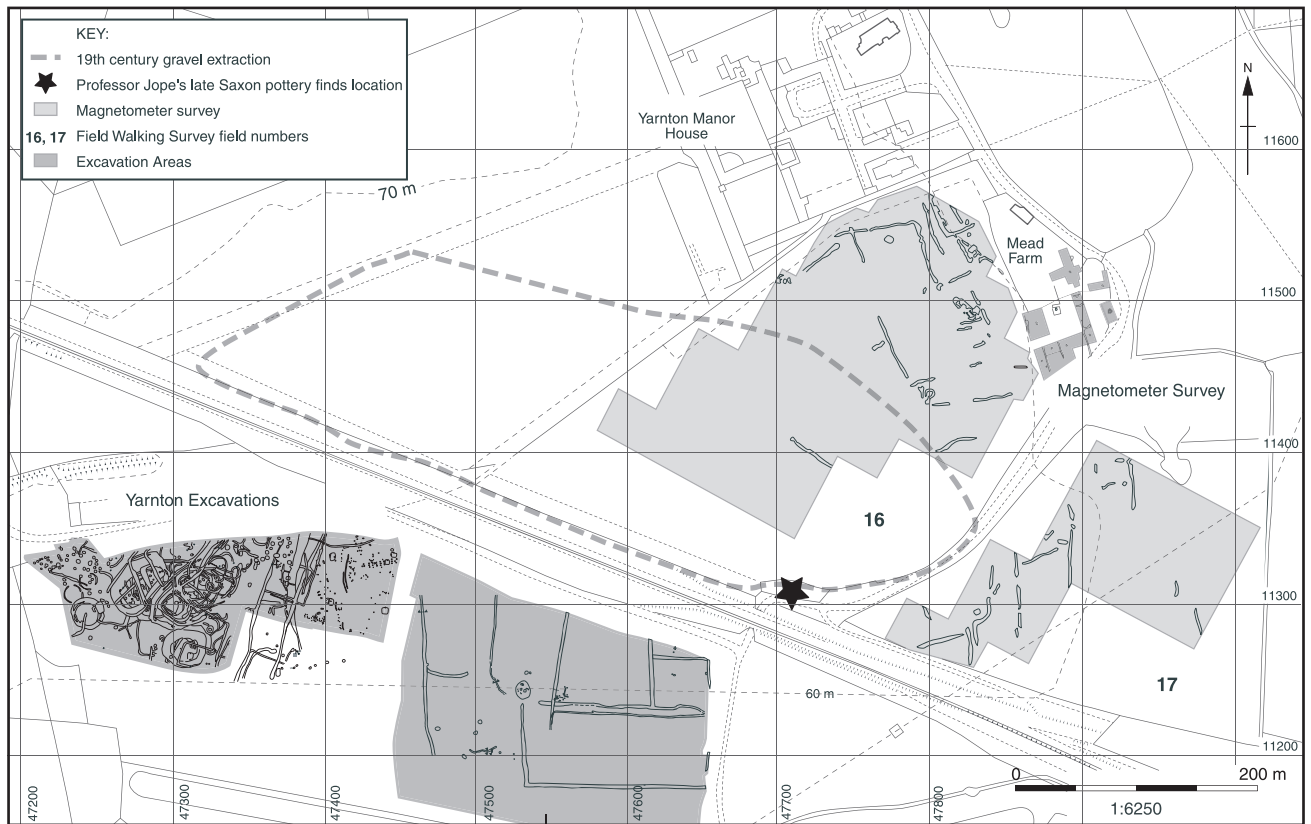 KEY:
19th century gravel extraction
Professor Jope's late Saxon pottery finds location
Magnetometer survey
16, 17 Field Walking Survey field numbers
Excavation Areas
N
Yarnton Manor
House
11600
70 m
Mead
Farm
11500
Magnetometer Survey
11400
Yarnton Excavations
16
11300
17
60 m
11200
0 200 m
1:6250
47200
47300
47400
47500
47600
47700
47800